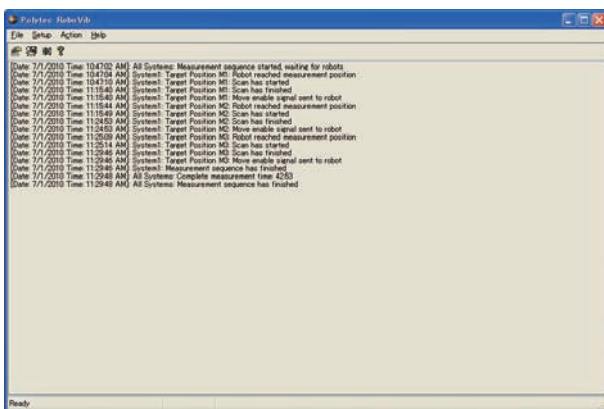 Polytec RoboVib
File Setup Action Help
[Date: 7/1/2010 Time: 10:47:02 AM]: All Systems: Measurement sequence started, waiting for robots
[Date: 7/1/2010 Time: 10:47:04 AM]: System1: Target Position M1: Robot reached measurement position
[Date: 7/1/2010 Time: 10:47:10 AM]: System1: Target Position M1: Scan has started
[Date: 7/1/2010 Time: 11:15:40 AM]: System1: Target Position M1: Scan has finished
[Date: 7/1/2010 Time: 11:15:40 AM]: System1: Target Position M1: Move enable signal sent to robot
[Date: 7/1/2010 Time: 11:15:44 AM]: System1: Target Position M2: Robot reached measurement position
[Date: 7/1/2010 Time: 11:15:49 AM]: System1: Target Position M2: Scan has started
[Date: 7/1/2010 Time: 11:24:53 AM]: System1: Target Position M2: Scan has finished
[Date: 7/1/2010 Time: 11:24:53 AM]: System1: Target Position M2: Move enable signal sent to robot
[Date: 7/1/2010 Time: 11:25:09 AM]: System1: Target Position M3: Robot reached measurement position
[Date: 7/1/2010 Time: 11:25:14 AM]: System1: Target Position M3: Scan has started
[Date: 7/1/2010 Time: 11:29:46 AM]: System1: Target Position M3: Scan has finished
[Date: 7/1/2010 Time: 11:29:46 AM]: System1: Target Position M3: Move enable signal sent to robot
[Date: 7/1/2010 Time: 11:29:46 AM]: System1: Measurement sequence has finished
[Date: 7/1/2010 Time: 11:29:48 AM]: All Systems: Complete measurement time: 42:53
[Date: 7/1/2010 Time: 11:29:48 AM]: All Systems: Measurement sequence has finished
Ready